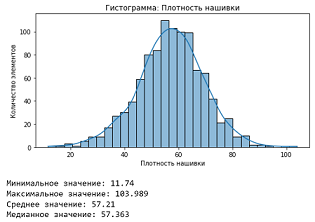 Гистограмма: Плотность нашивки
Количество элементов
100
80
60
40
20
0
20
40
60
80
100
Плотность нашивки
Минимальное значение: 11.74
Максимальное значение: 103.989
Среднее значение: 57.21
Медианное значение: 57.363